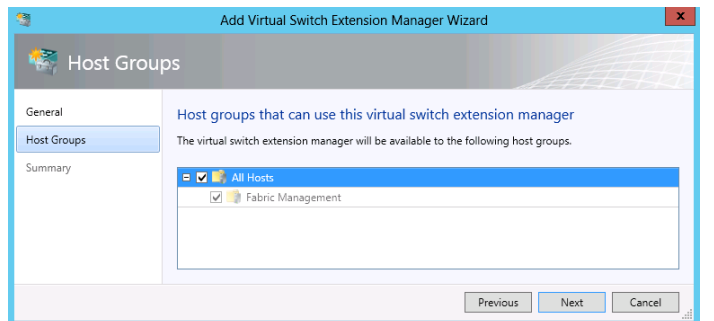 Add Virtual Switch Extension Manager Wizard
x
Host Groups
General
Host Groups
Summary
Host groups that can use this virtual switch extension manager
The virtual switch extension manager will be available to the following host groups.
All Hosts
Fabric Management
Previous Next Cancel